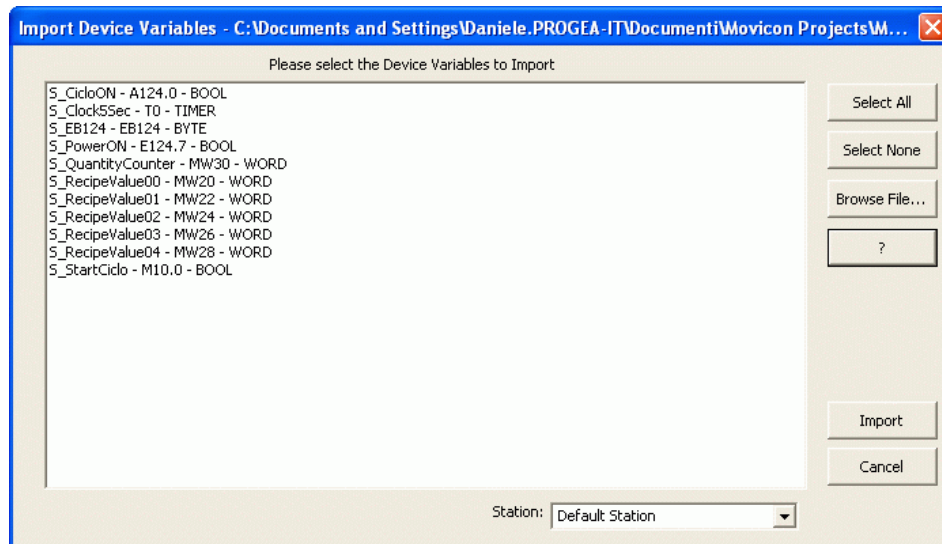 Import Device Variables - C:\Documents and Settings\Daniele.PROGEA-IT\Documenti\Movicon Projects\M...
Please select the Device Variables to Import
S_CicloON - A124.0 - BOOL
S_Clock5Sec - T0 - TIMER
S_EB124 - EB124 - BYTE
S_PowerON - E124.7 - BOOL
S_QuantityCounter - MW30 - WORD
S_RecipeValue00 - MW20 - WORD
S_RecipeValue01 - MW22 - WORD
S_RecipeValue02 - MW24 - WORD
S_RecipeValue03 - MW26 - WORD
S_RecipeValue04 - MW28 - WORD
S_StartCiclo - M10.0 - BOOL
Select All
Select None
Browse File...
?
Import
Cancel
Station: Default Station